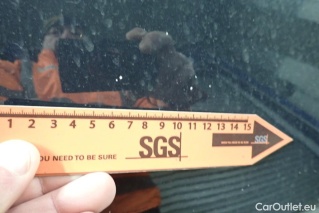 1 2 3 4 5 6 7 8 9 10 11 12 13 14 15
YOU NEED TO BE SURE SGS
SGS
CarOutlet.eu